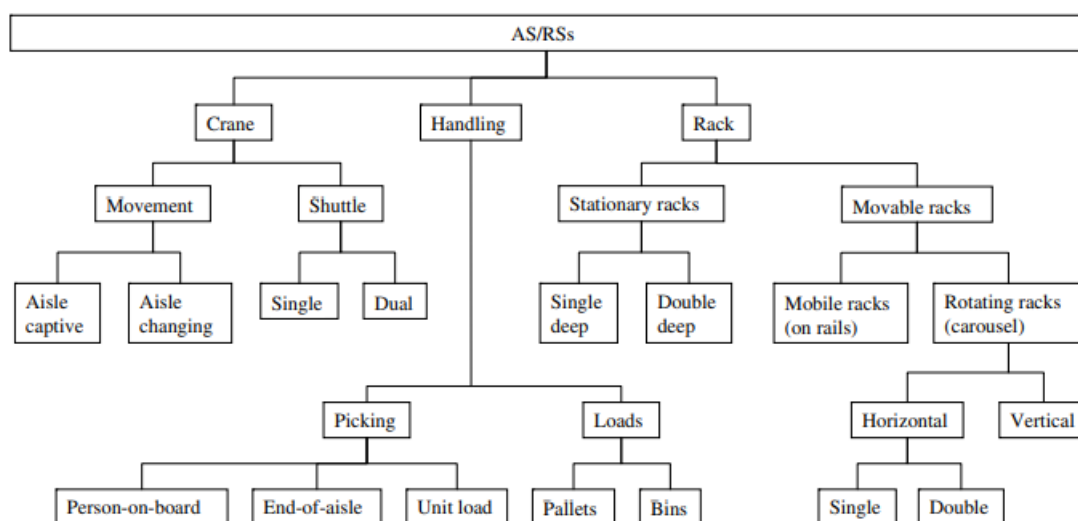 AS/RSs
Crane
Handling
Rack
Movement
Shuttle
Stationary racks
Movable racks
Aisle
captive
Aisle
changing
Single
Dual
Single
deep
Double
deep
Mobile racks
(on rails)
Rotating racks
(carousel)
Picking
Loads
Horizontal
Vertical
Person-on-board
End-of-aisle
Unit load
Pallets
Bins
Single
Double